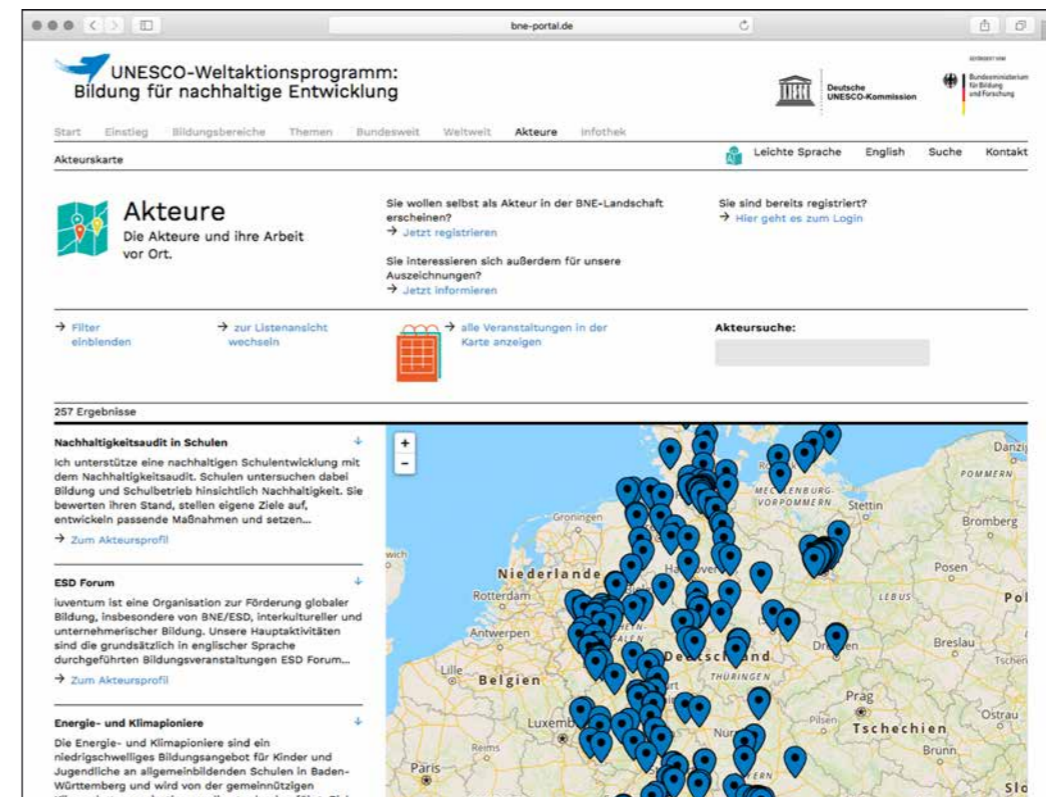 bne-portal.de
UNESCO-Weltaktionsprogramm:
Bildung für nachhaltige Entwicklung
Deutsche
UNESCO-Kommission
Bundesministerium
für Bildung
und Forschung
Start Einstieg Bildungsbereiche Themen Bundesweit Weltweit Akteure Infothek
Akteurskarte
Leichte Sprache English Suche Kontakt
Akteure
Die Akteure und ihre Arbeit
vor Ort.
Sie wollen selbst als Akteur in der BNE-Landschaft
erscheinen?
→ Jetzt registrieren
Sie interessieren sich außerdem für unsere
Auszeichnungen?
→ Jetzt informieren
Sie sind bereits registriert?
→ Hier geht es zum Login
→ Filter
einblenden
→ zur Listenansicht
wechseln
→ alle Veranstaltungen in der
Karte anzeigen
Akteursuche:
257 Ergebnisse
Nachhaltigkeitsaudit in Schulen
Ich unterstütze eine nachhaltigen Schulentwicklung mit
dem Nachhaltigkeitsaudit. Schulen untersuchen dabei
Bildung und Schulbetrieb hinsichtlich Nachhaltigkeit. Sie
bewerten ihren Stand, stellen eigene Ziele auf,
entwickeln passende Maßnahmen und setzen...
→ Zum Akteursprofil
ESD Forum
iuventum ist eine Organisation zur Förderung globaler
Bildung, insbesondere von BNE/ESD, interkultureller und
unternehmerischer Bildung. Unsere Hauptaktivitäten
sind die grundsätzlich in englischer Sprache
durchgeführten Bildungsveranstaltungen ESD Forum...
→ Zum Akteursprofil
Energie- und Klimapioniere
Die Energie- und Klimapioniere sind ein
niedrigschwelliges Bildungsangebot für Kinder und
Jugendliche an allgemeinbildenden Schulen in Baden-
Württemberg und wird von der gemeinnützigen
+
-
Danzig
POMMERN
MECKLENBURG-
VORPOMMERN
Stettin
Bromberg
Groningen
wich
Niederlande
Posen
Rotterdam
LEBUS
Pol
Antwerpen
Breslau
Deutschland
Tschen
Lille
Belgien
THÜRINGEN
Prag
Luxemb
Pilsen
Tschechien
Ostrau
Reims
Brünn
Paris
Slo